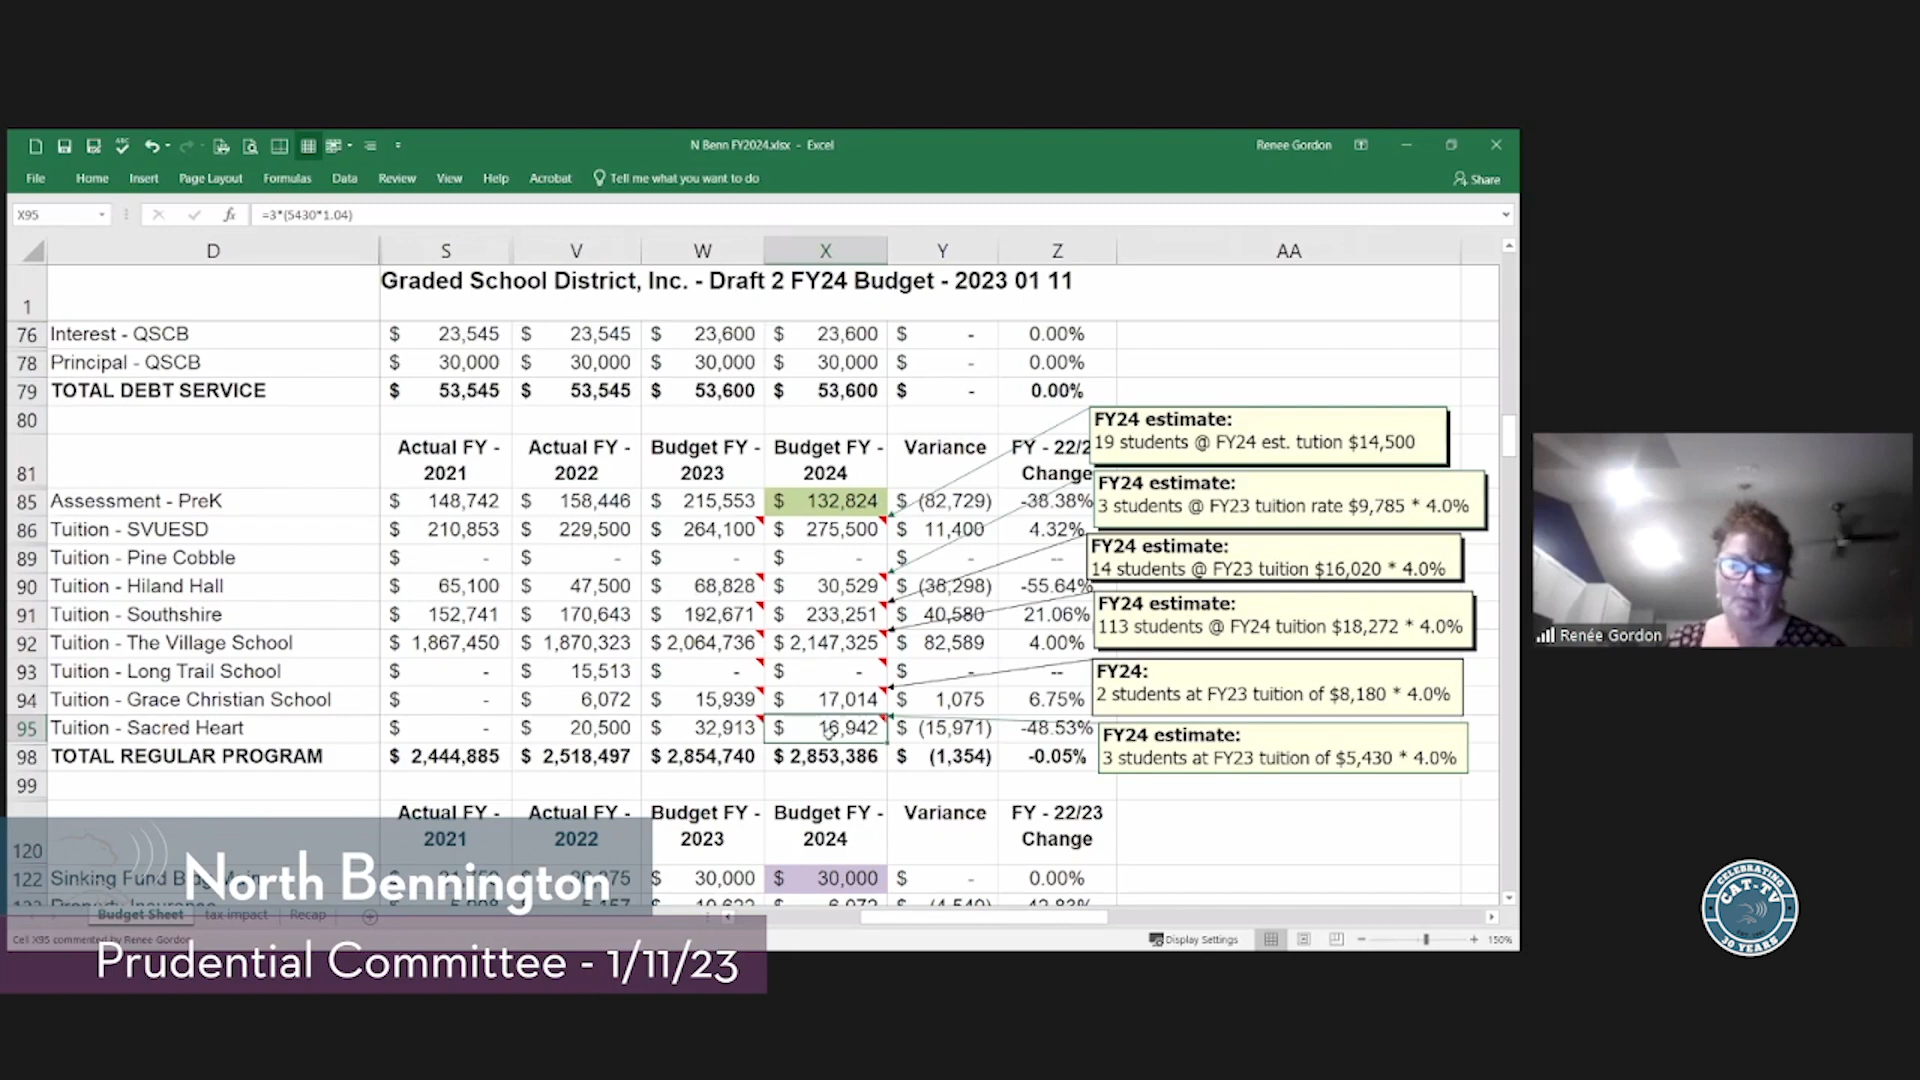 N Benn FY2024.xlsx - Excel
Renee Gordon
File Home Insert Page Layout Formulas Data Review View Help Acrobat Tell me what you want to do Share
X95 fx =3*(5430*1.04)
D S V W X Y Z AA
1 Graded School District, Inc. - Draft 2 FY24 Budget - 2023 01 11
76 Interest - QSCB $ 23,545 $ 23,545 $ 23,600 $ 23,600 $ - 0.00%
78 Principal - QSCB $ 30,000 $ 30,000 $ 30,000 $ 30,000 $ - 0.00%
79 TOTAL DEBT SERVICE $ 53,545 $ 53,545 $ 53,600 $ 53,600 $ - 0.00%
80
Actual FY - Actual FY - Budget FY - Budget FY - Variance FY - 22/2
81 2021 2022 2023 2024 Change
85 Assessment - PreK $ 148,742 $ 158,446 $ 215,553 $ 132,824 $ (82,729) -38.38%
86 Tuition - SVUESD $ 210,853 $ 229,500 $ 264,100 $ 275,500 $ 11,400 4.32%
89 Tuition - Pine Cobble $ - $ - $ - $ - $ - --
90 Tuition - Hiland Hall $ 65,100 $ 47,500 $ 68,828 $ 30,529 $ (38,298) -55.64%
91 Tuition - Southshire $ 152,741 $ 170,643 $ 192,671 $ 233,251 $ 40,580 21.06%
92 Tuition - The Village School $ 1,867,450 $ 1,870,323 $ 2,064,736 $ 2,147,325 $ 82,589 4.00%
93 Tuition - Long Trail School $ - $ 15,513 $ - $ - $ - --
94 Tuition - Grace Christian School $ - $ 6,072 $ 15,939 $ 17,014 $ 1,075 6.75%
95 Tuition - Sacred Heart $ - $ 20,500 $ 32,913 $ 16,942 $ (15,971) -48.53%
98 TOTAL REGULAR PROGRAM $ 2,444,885 $ 2,518,497 $ 2,854,740 $ 2,853,386 $ (1,354) -0.05%
99
FY24 estimate:
19 students @ FY24 est. tution $14,500
FY24 estimate:
3 students @ FY23 tuition rate $9,785 * 4.0%
FY24 estimate:
14 students @ FY23 tuition $16,020 * 4.0%
FY24 estimate:
113 students @ FY24 tuition $18,272 * 4.0%
FY24:
2 students at FY23 tuition of $8,180 * 4.0%
FY24 estimate:
3 students at FY23 tuition of $5,430 * 4.0%
Actual FY - Actual FY - Budget FY - Budget FY - Variance FY - 22/23
120 2021 2022 2023 2024 Change
122 Sinking Fund $ 30,000 $ 30,000 $ - 0.00%
Budget Sheet tax impact Recap
Cell X95 commented by Renee Gordon
Display Settings 150%
North Bennington
Prudential Committee - 1/11/23
Renée Gordon
CELEBRATING
CAT-TV
30 YEARS